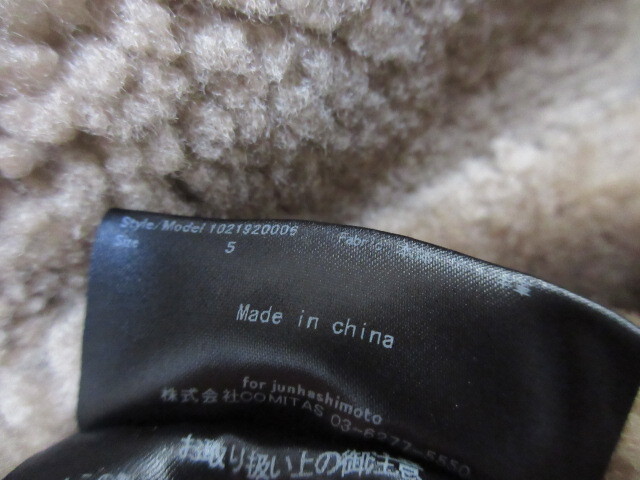 Style/Model 1021920006 Fabric
Size 5
Made in china
for junhashimoto
株式会社COMITAS 03-6277-5550
お取り扱い上の御注意